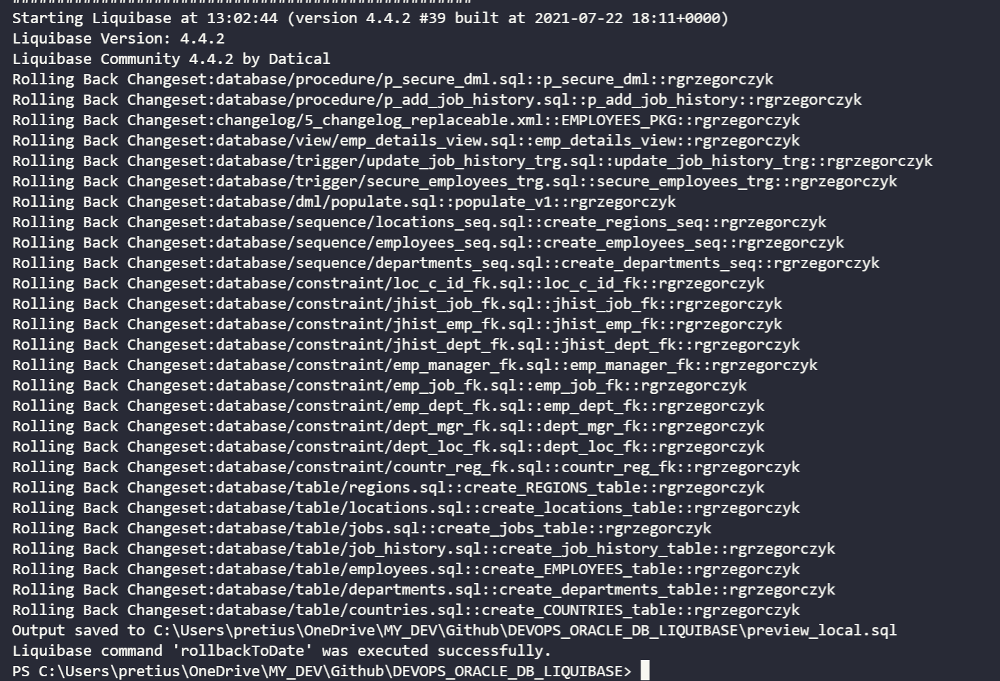 Starting Liquibase at 13:02:44 (version 4.4.2 #39 built at 2021-07-22 18:11+0000)
Liquibase Version: 4.4.2
Liquibase Community 4.4.2 by Datical
Rolling Back Changeset:database/procedure/p_secure_dml.sql::p_secure_dml::rgrzegorczyk
Rolling Back Changeset:database/procedure/p_add_job_history.sql::p_add_job_history::rgrzegorczyk
Rolling Back Changeset:changelog/5_changelog_replaceable.xml::EMPLOYEES_PKG::rgrzegorczyk
Rolling Back Changeset:database/view/emp_details_view.sql::emp_details_view::rgrzegorczyk
Rolling Back Changeset:database/trigger/update_job_history_trg.sql::update_job_history_trg::rgrzegorczyk
Rolling Back Changeset:database/trigger/secure_employees_trg.sql::secure_employees_trg::rgrzegorczyk
Rolling Back Changeset:database/dml/populate.sql::populate_v1::rgrzegorczyk
Rolling Back Changeset:database/sequence/locations_seq.sql::create_regions_seq::rgrzegorczyk
Rolling Back Changeset:database/sequence/employees_seq.sql::create_employees_seq::rgrzegorczyk
Rolling Back Changeset:database/sequence/departments_seq.sql::create_departments_seq::rgrzegorczyk
Rolling Back Changeset:database/constraint/loc_c_id_fk.sql::loc_c_id_fk::rgrzegorczyk
Rolling Back Changeset:database/constraint/jhist_job_fk.sql::jhist_job_fk::rgrzegorczyk
Rolling Back Changeset:database/constraint/jhist_emp_fk.sql::jhist_emp_fk::rgrzegorczyk
Rolling Back Changeset:database/constraint/jhist_dept_fk.sql::jhist_dept_fk::rgrzegorczyk
Rolling Back Changeset:database/constraint/emp_manager_fk.sql::emp_manager_fk::rgrzegorczyk
Rolling Back Changeset:database/constraint/emp_job_fk.sql::emp_job_fk::rgrzegorczyk
Rolling Back Changeset:database/constraint/emp_dept_fk.sql::emp_dept_fk::rgrzegorczyk
Rolling Back Changeset:database/constraint/dept_mgr_fk.sql::dept_mgr_fk::rgrzegorczyk
Rolling Back Changeset:database/constraint/dept_loc_fk.sql::dept_loc_fk::rgrzegorczyk
Rolling Back Changeset:database/constraint/countr_reg_fk.sql::countr_reg_fk::rgrzegorczyk
Rolling Back Changeset:database/table/regions.sql::create_REGIONS_table::rgrzegorczyk
Rolling Back Changeset:database/table/locations.sql::create_locations_table::rgrzegorczyk
Rolling Back Changeset:database/table/jobs.sql::create_jobs_table::rgrzegorczyk
Rolling Back Changeset:database/table/job_history.sql::create_job_history_table::rgrzegorczyk
Rolling Back Changeset:database/table/employees.sql::create_EMPLOYEES_table::rgrzegorczyk
Rolling Back Changeset:database/table/departments.sql::create_departments_table::rgrzegorczyk
Rolling Back Changeset:database/table/countries.sql::create_COUNTRIES_table::rgrzegorczyk
Output saved to C:\Users\pretius\OneDrive\MY_DEV\Github\DEVOPS_ORACLE_DB_LIQUIBASE\preview_local.sql
Liquibase command 'rollbackToDate' was executed successfully.
PS C:\Users\pretius\OneDrive\MY_DEV\Github\DEVOPS_ORACLE_DB_LIQUIBASE>